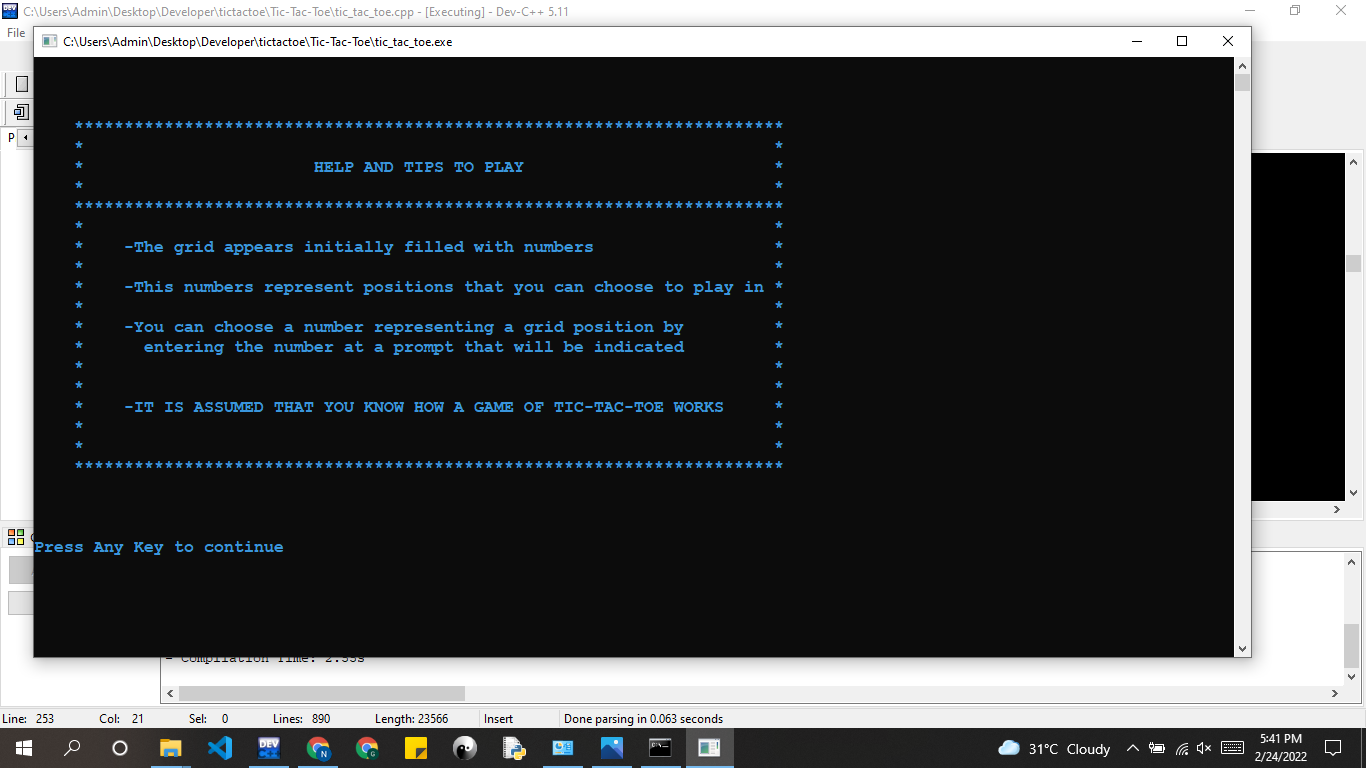 C:\Users\Admin\Desktop\Developer\tictactoe\Tic-Tac-Toe\tic_tac_toe.cpp - [Executing] - Dev-C++ 5.11
File
C:\Users\Admin\Desktop\Developer\tictactoe\Tic-Tac-Toe\tic_tac_toe.exe
P
***********************************************************************
* *
* HELP AND TIPS TO PLAY *
* *
***********************************************************************
* *
* -The grid appears initially filled with numbers *
* *
* -This numbers represent positions that you can choose to play in *
* *
* -You can choose a number representing a grid position by *
* entering the number at a prompt that will be indicated *
* *
* *
* -IT IS ASSUMED THAT YOU KNOW HOW A GAME OF TIC-TAC-TOE WORKS *
* *
* *
***********************************************************************
Press Any Key to continue
- Compilation Time: 2.55s
Line: 253 Col: 21 Sel: 0 Lines: 890 Length: 23566 Insert Done parsing in 0.063 seconds
31°C Cloudy
5:41 PM
2/24/2022